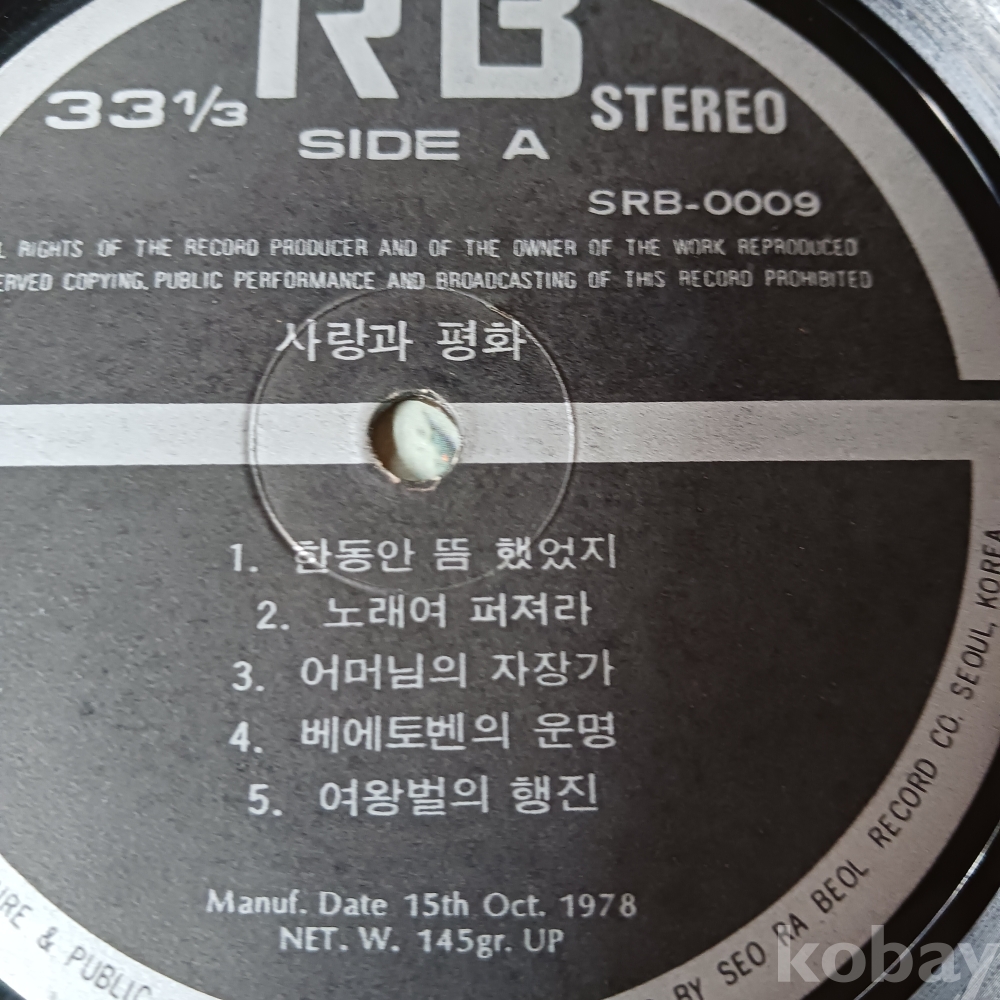 RB
33 1/3
STEREO
SIDE A
SRB-0009
RIGHTS OF THE RECORD PRODUCER AND OF THE OWNER OF THE WORK REPRODUCED
COPYING, PUBLIC PERFORMANCE AND BROADCASTING OF THIS RECORD PROHIBITED
사랑과 평화
1. 한동안 뜸 했었지
2. 노래여 퍼져라
3. 어머님의 자장가
4. 베에토벤의 운명
5. 여왕벌의 행진
Manuf. Date 15th Oct. 1978
NET. W. 145gr. UP
& PUBLIC
BY SEO RA BEOL RECORD CO. SEOUL, KOREA
kobay